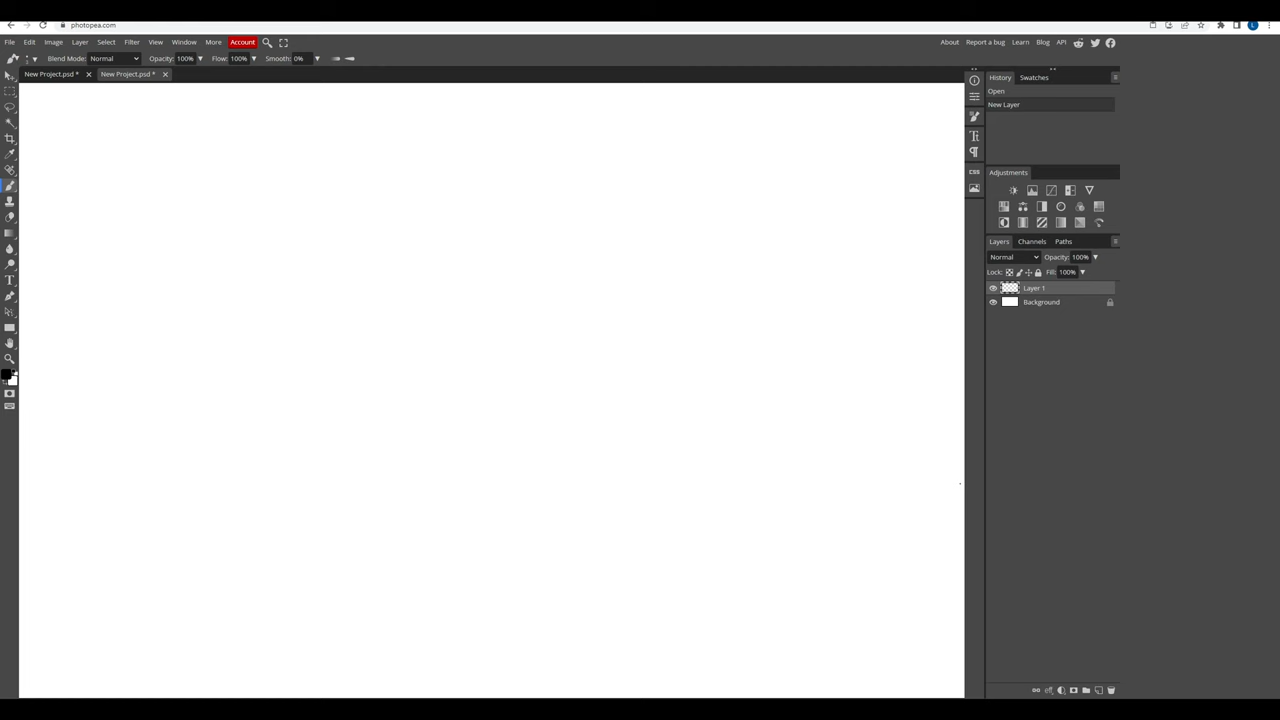 photopea.com
File Edit Image Layer Select Filter View Window More Account About Report a bug Learn Blog API
Blend Mode: Normal Opacity: 100% Flow: 100% Smooth: 0%
New Project.psd * New Project.psd *
History Swatches
Open
New Layer
Tt
CSS
Adjustments
Layers Channels Paths
Normal Opacity: 100%
Lock: Fill: 100%
Layer 1
Background
T